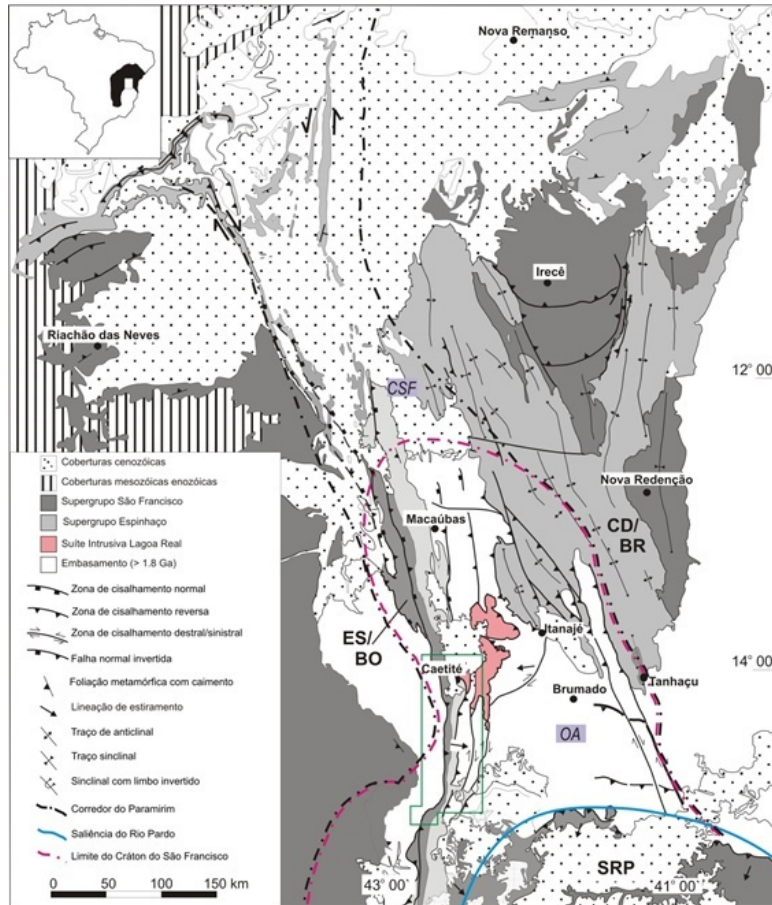 Nova Remanso
Irecê
Riachão das Neves
12° 00'
CSF
Nova Redenção
Macaúbas
CD/
BR
ES/
BO
Itanajé
14° 00'
Caetité
Tanhaçu
Brumado
OA
SRP
43° 00'
41° 00'
Coberturas cenozóicas
Coberturas mesozóicas enozóicas
Supergrupo São Francisco
Supergrupo Espinhaço
Suíte Intrusiva Lagoa Real
Embasamento (> 1.8 Ga)
Zona de cisalhamento normal
Zona de cisalhamento reversa
Zona de cisalhamento destral/sinistral
Falha normal invertida
Foliação metamórfica com caimento
Lineação de estiramento
Traço de anticlinal
Traço sinclinal
Sinclinal com limbo invertido
Corredor do Paramirim
Saliência do Rio Pardo
Limite do Cráton do São Francisco
0 50 100 150 km